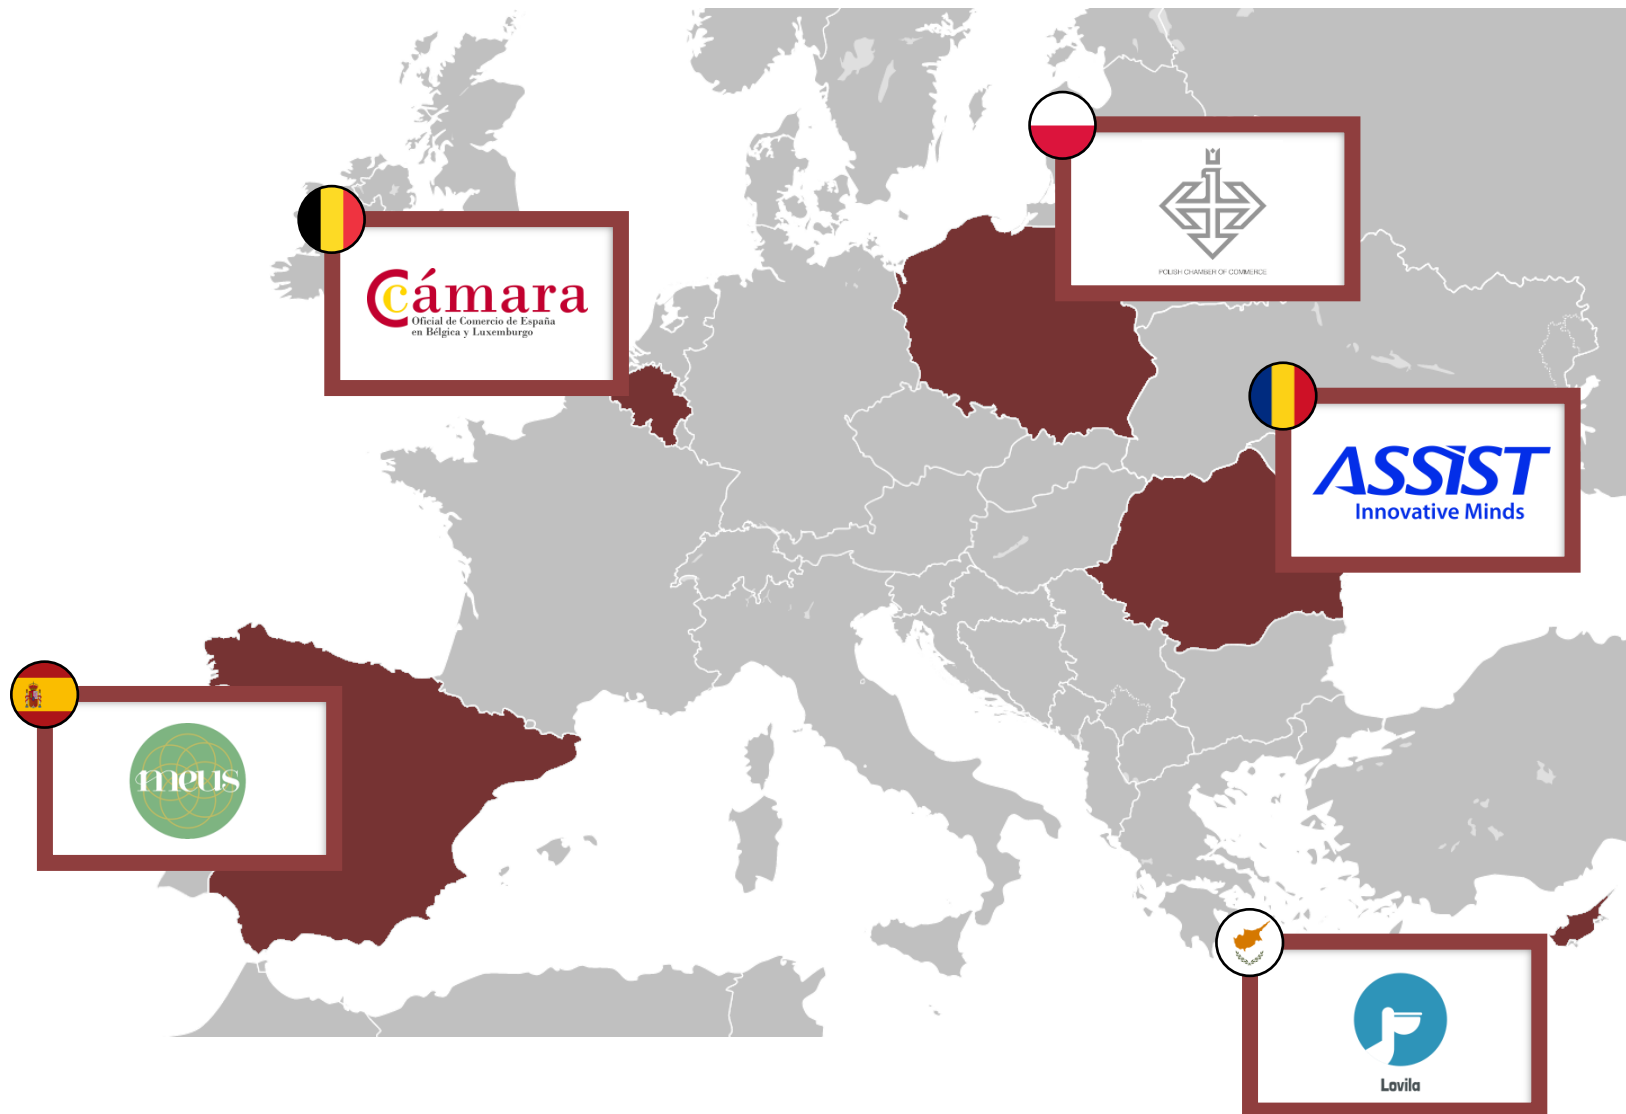 POLISH CHAMBER OF COMMERCE
Cámara
Oficial de Comercio de España
en Bélgica y Luxemburgo
ASSIST
Innovative Minds
meus
Lovila